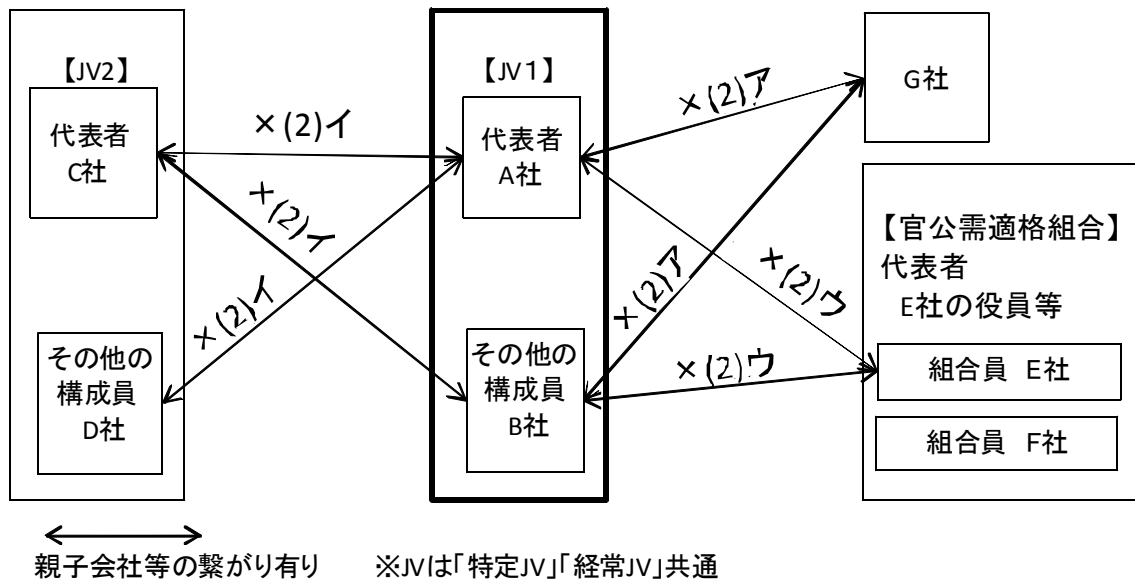 【JV2】
代表者
C社
その他の
構成員
D社
×(2)イ
×(2)イ
×(2)イ
【JV1】
代表者
A社
その他の
構成員
B社
×(2)ア
×(2)ア
×(2)ウ
×(2)ウ
G社
【官公需適格組合】
代表者
E社の役員等
組合員 E社
組合員 F社
親子会社等の繋がり有り ※JVは「特定JV」「経常JV」共通